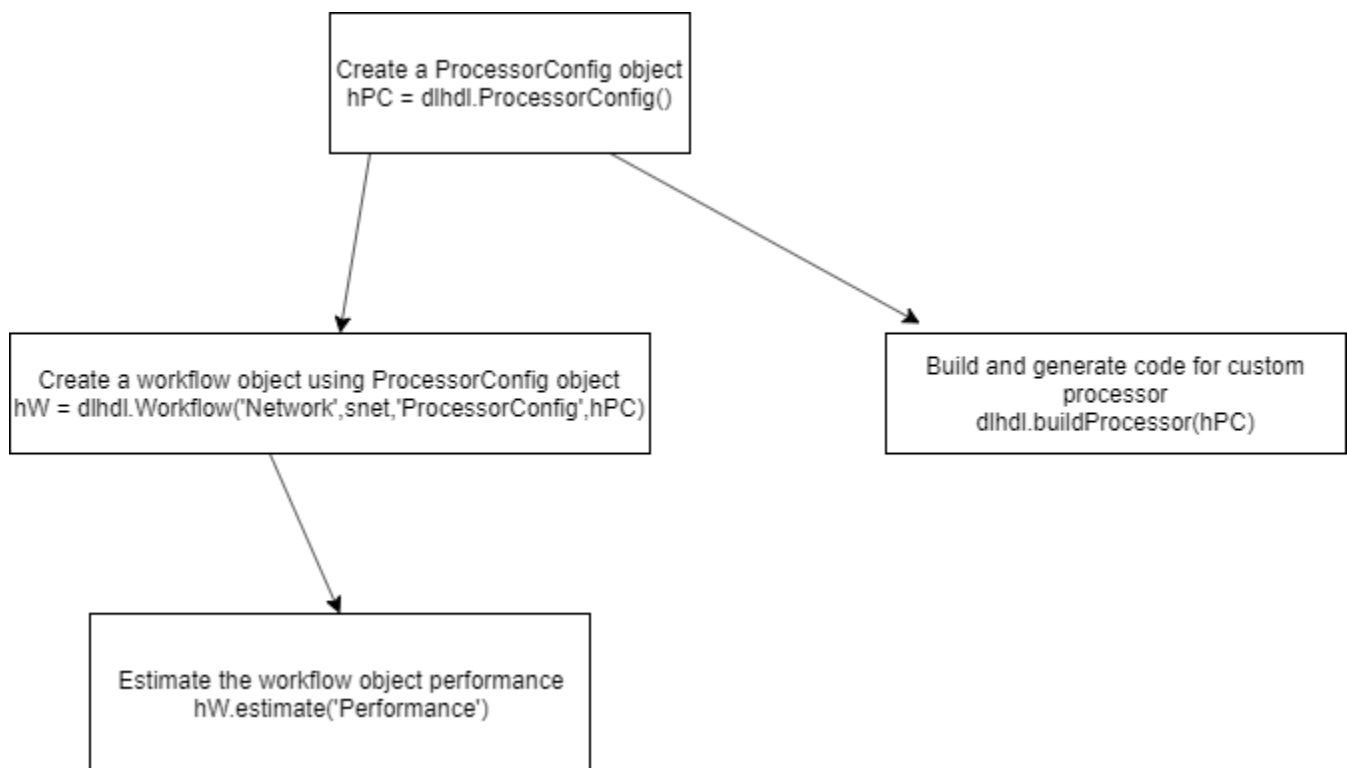 Create a ProcessorConfig object
hPC = dlhdl.ProcessorConfig()
Create a workflow object using ProcessorConfig object
hW = dlhdl.Workflow('Network',snet,'ProcessorConfig',hPC)
Build and generate code for custom
processor
dlhdl.buildProcessor(hPC)
Estimate the workflow object performance
hW.estimate('Performance')